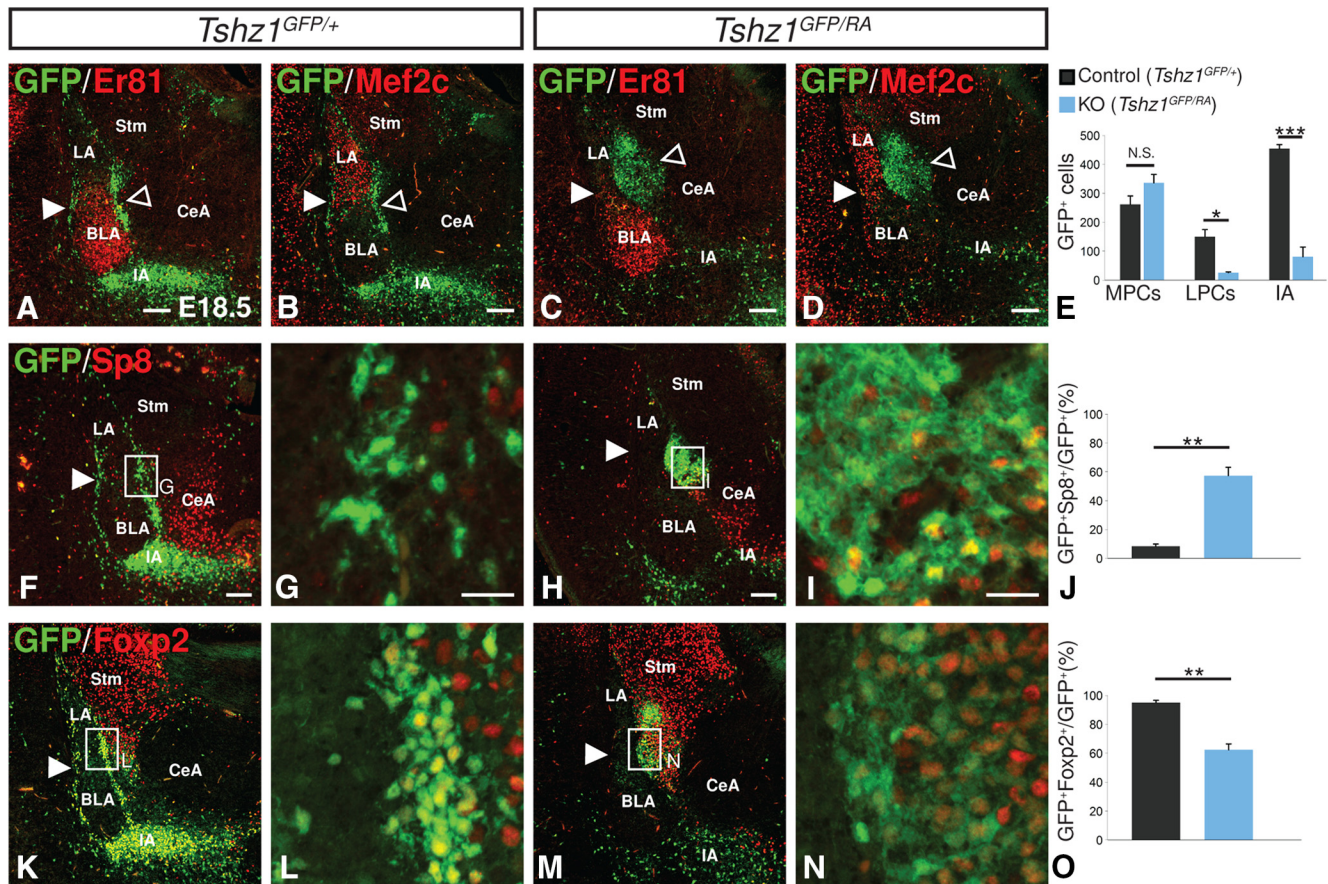 Tshz1GFP/+
Tshz1GFP/RA
GFP/Er81
Stm
LA
CeA
BLA
IA
A
E18.5
GFP/Mef2c
Stm
LA
CeA
BLA
IA
B
GFP/Er81
Stm
LA
CeA
BLA
IA
C
GFP/Mef2c
Stm
LA
CeA
BLA
IA
D
Control (Tshz1GFP/+)
KO (Tshz1GFP/RA)
GFP+ cells
500
400
300
200
100
0
N.S.
*
***
MPCs LPCs IA
E
GFP/Sp8
Stm
LA
G
CeA
BLA
IA
F
G
Stm
LA
I
CeA
BLA
IA
H
I
GFP+Sp8+/GFP+(%)
100
80
60
40
20
0
**
J
GFP/Foxp2
Stm
LA
L
CeA
BLA
IA
K
L
Stm
LA
N
CeA
BLA
IA
M
N
GFP+Foxp2+/GFP+(%)
100
80
60
40
20
0
**
O